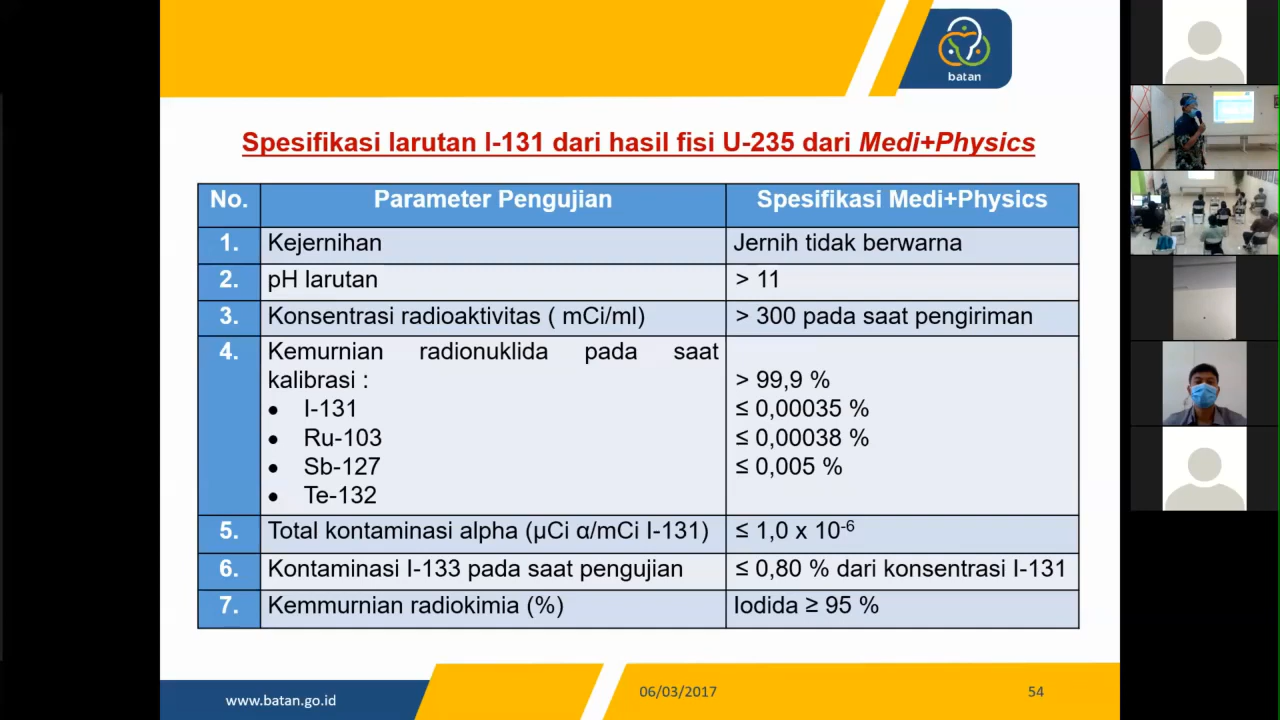 batan
Spesifikasi larutan I-131 dari hasil fisi U-235 dari Medi+Physics
No. Parameter Pengujian Spesifikasi Medi+Physics
1. Kejernihan Jernih tidak berwarna
2. pH larutan > 11
3. Konsentrasi radioaktivitas ( mCi/ml) > 300 pada saat pengiriman
4. Kemurnian radionuklida pada saat
kalibrasi : > 99,9 %
• I-131 ≤ 0,00035 %
• Ru-103 ≤ 0,00038 %
• Sb-127 ≤ 0,005 %
• Te-132
5. Total kontaminasi alpha (µCi α/mCi I-131) ≤ 1,0 x 10-6
6. Kontaminasi I-133 pada saat pengujian ≤ 0,80 % dari konsentrasi I-131
7. Kemmurnian radiokimia (%) Iodida ≥ 95 %
www.batan.go.id 06/03/2017 54